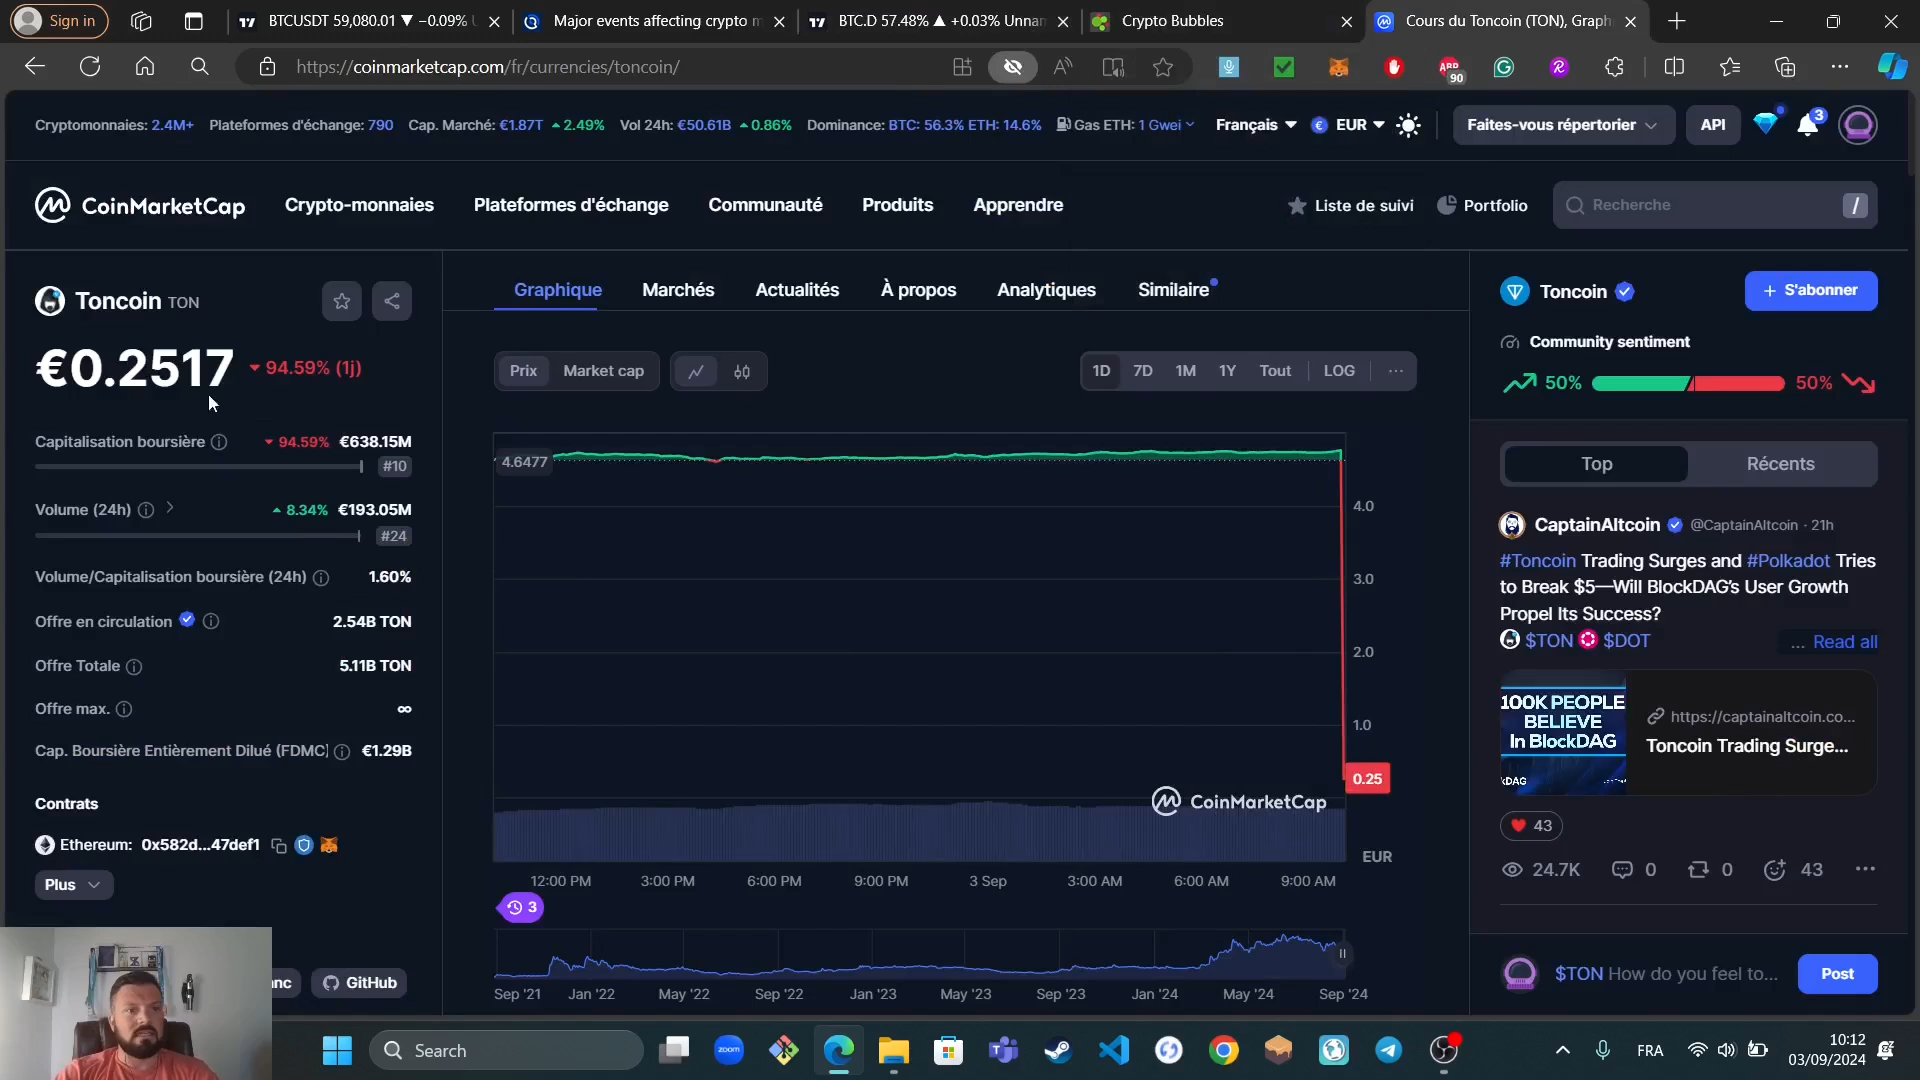 Sign in
BTCUSDT 59,080.01 ▼ −0.09% U
Major events affecting crypto m
BTC.D 57.48% ▲ +0.03% Unnan
Crypto Bubbles
Cours du Toncoin (TON), Graph
https://coinmarketcap.com/fr/currencies/toncoin/
90
Cryptomonnaies: 2.4M+ Plateformes d'échange: 790 Cap. Marché: €1.87T 2.49% Vol 24h: €50.61B 0.86% Dominance: BTC: 56.3% ETH: 14.6% Gas ETH: 1 Gwei
Français
EUR
Faites-vous répertorier
API
3
CoinMarketCap
Crypto-monnaies
Plateformes d'échange
Communauté
Produits
Apprendre
Liste de suivi
Portfolio
Recherche
/
Toncoin TON
€0.2517 94.59% (1j)
Capitalisation boursière 94.59% €638.15M
#10
Volume (24h) 8.34% €193.05M
#24
Volume/Capitalisation boursière (24h) 1.60%
Offre en circulation 2.54B TON
Offre Totale 5.11B TON
Offre max. ∞
Cap. Boursière Entièrement Dilué (FDMC) €1.29B
Contrats
Ethereum: 0x582d...47def1
Plus
GitHub
Graphique
Marchés
Actualités
À propos
Analytiques
Similaire
Prix
Market cap
1D
7D
1M
1Y
Tout
LOG
...
4.6477
4.0
3.0
2.0
1.0
0.25
CoinMarketCap
EUR
12:00 PM
3:00 PM
6:00 PM
9:00 PM
3 Sep
3:00 AM
6:00 AM
9:00 AM
3
Sep '21
Jan '22
May '22
Sep '22
Jan '23
May '23
Sep '23
Jan '24
May '24
Sep '24
Toncoin
+ S'abonner
Community sentiment
50%
50%
Top
Récents
CaptainAltcoin @CaptainAltcoin · 21h
#Toncoin Trading Surges and #Polkadot Tries
to Break $5—Will BlockDAG's User Growth
Propel Its Success?
$TON $DOT
... Read all
100K PEOPLE
BELIEVE
In BlockDAG
https://captainaltcoin.co...
Toncoin Trading Surge...
43
24.7K
0
0
43
$TON How do you feel to...
Post
Search
zoom
FRA
10:12
03/09/2024